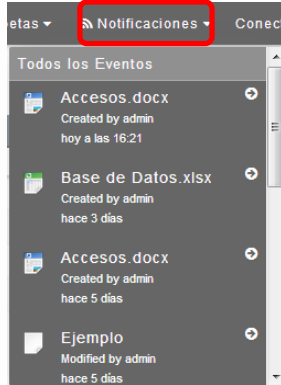 etas Notificaciones Conec
Todos los Eventos
Accesos.docx
Created by admin
hoy a las 16:21
Base de Datos.xlsx
Created by admin
hace 3 días
Accesos.docx
Created by admin
hace 5 días
Ejemplo
Modified by admin
hace 5 días